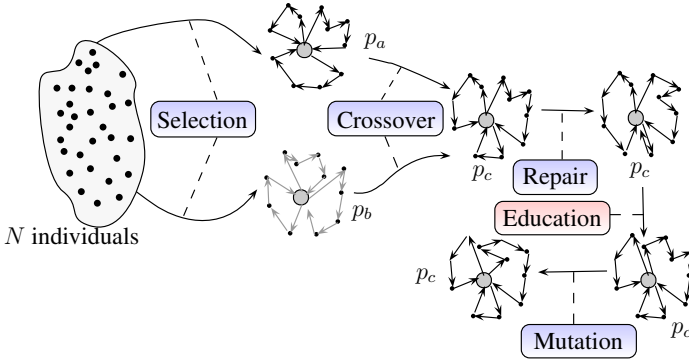 p_a
Selection
Crossover
p_c
p_c
Repair
p_b
Education
N individuals
p_c
p_c
Mutation